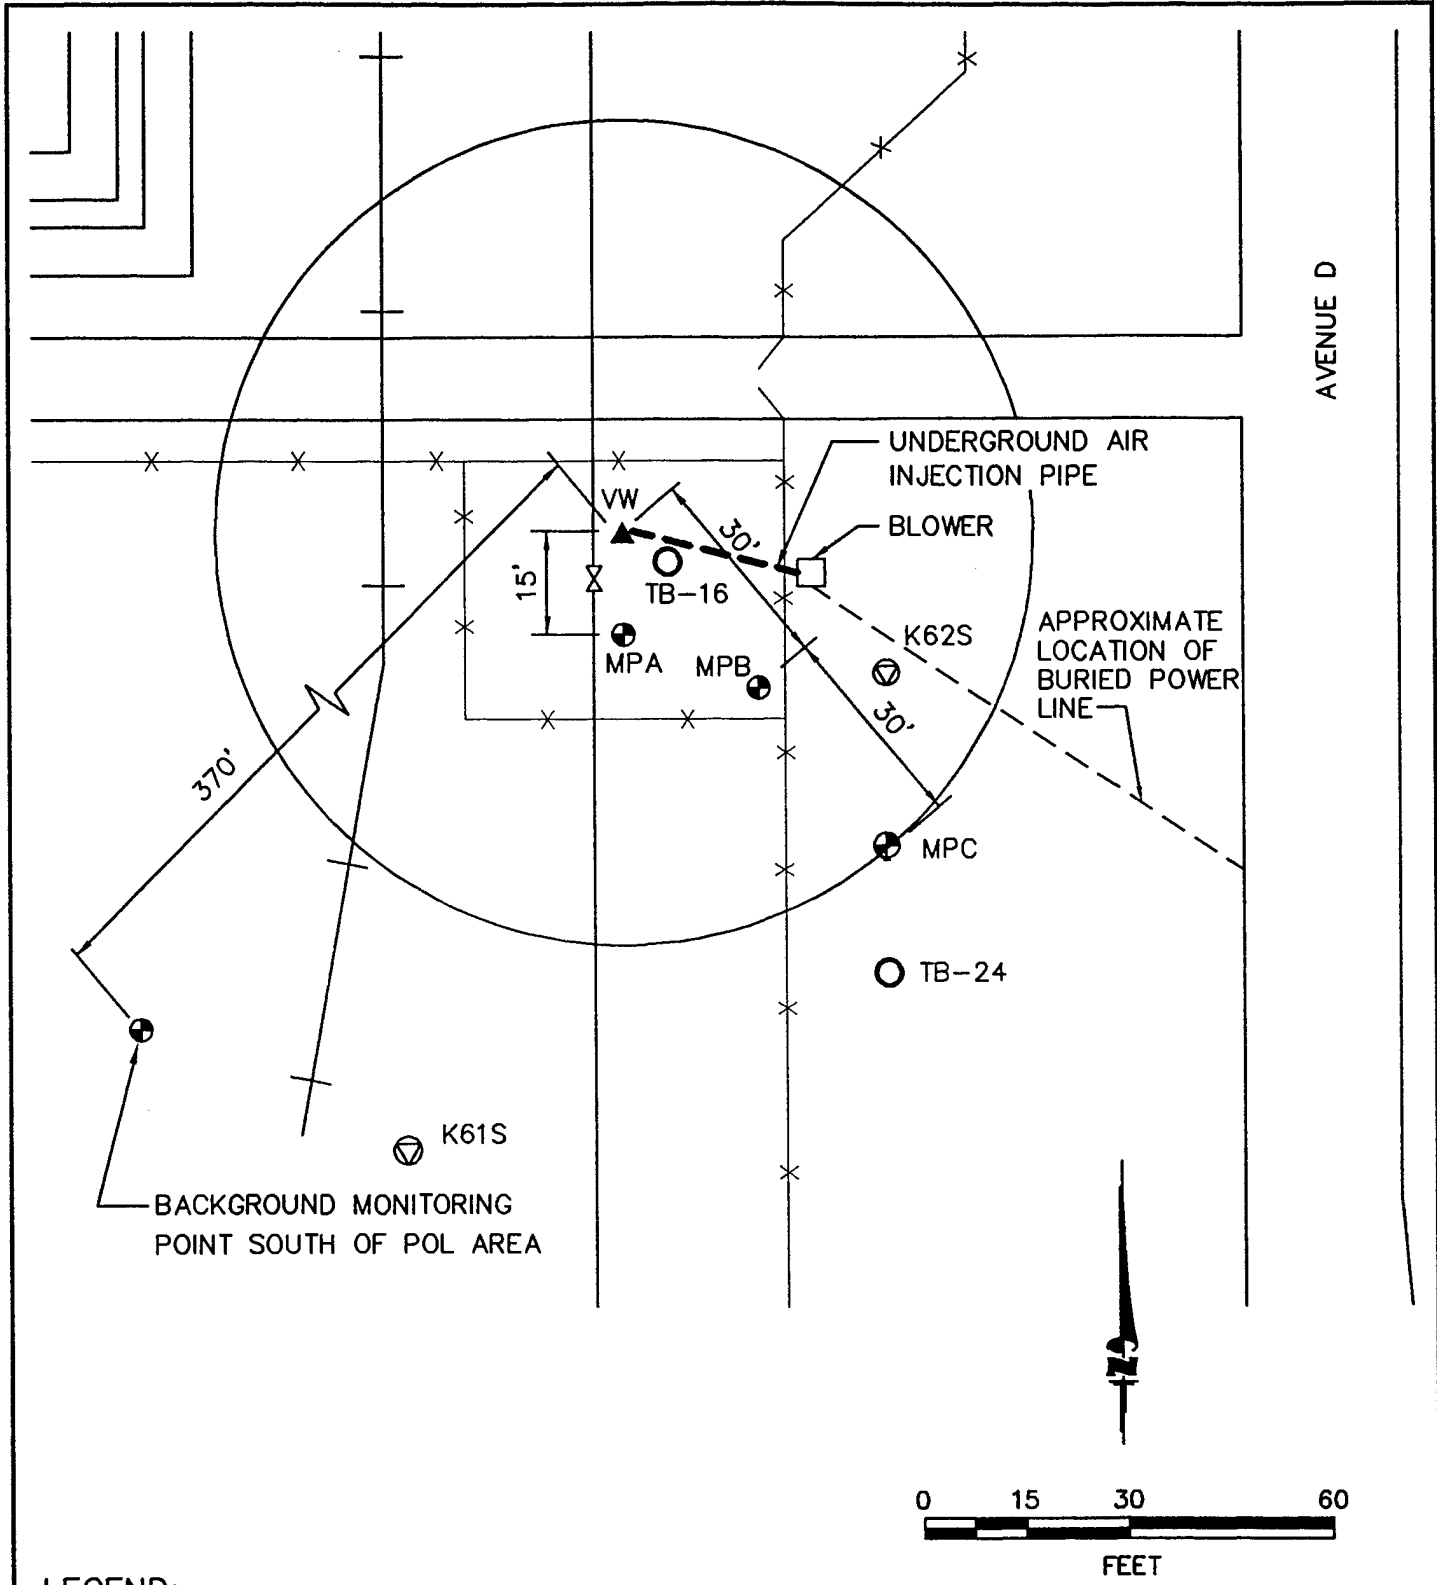 AVENUE D
UNDERGROUND AIR
INJECTION PIPE
VW
30'
BLOWER
15'
TB-16
APPROXIMATE
LOCATION OF
BURIED POWER
LINE
K62S
MPA
MPB
30'
370'
MPC
TB-24
K61S
BACKGROUND MONITORING
POINT SOUTH OF POL AREA
N
0 15 30 60
FEET
LEGEND: